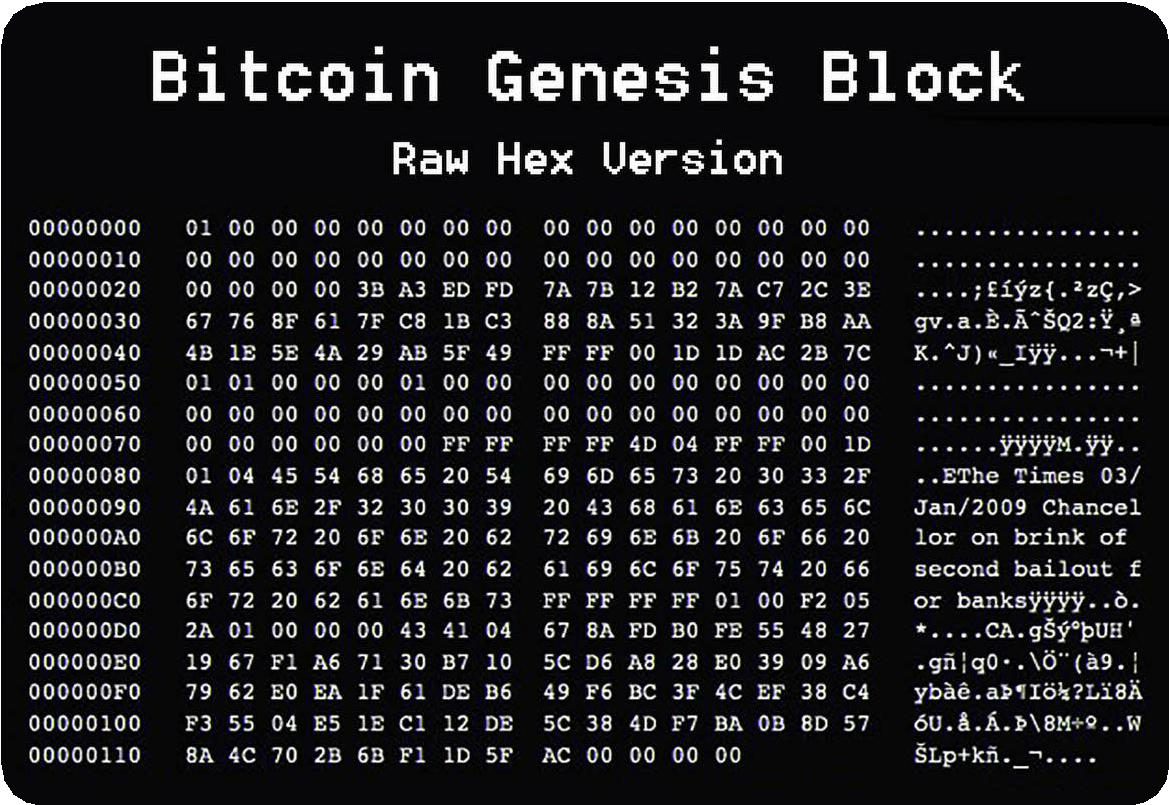 Bitcoin Genesis Block
Raw Hex Version
00000000 01 00 00 00 00 00 00 00 00 00 00 00 00 00 00 00 ................
00000010 00 00 00 00 00 00 00 00 00 00 00 00 00 00 00 00 ................
00000020 00 00 00 00 3B A3 ED FD 7A 7B 12 B2 7A C7 2C 3E ....;£íýz{.²zÇ,>
00000030 67 76 8F 61 7F C8 1B C3 88 8A 51 32 3A 9F B8 AA gv.a.È.ÈˆŠQ2:Ÿ¸ª
00000040 4B 1E 5E 4A 29 AB 5F 49 FF FF 00 1D 1D AC 2B 7C K.^J)«_Iÿÿ...¬+|
00000050 01 01 00 00 00 01 00 00 00 00 00 00 00 00 00 00 ................
00000060 00 00 00 00 00 00 00 00 00 00 00 00 00 00 00 00 ................
00000070 00 00 00 00 00 00 FF FF FF FF 4D 04 FF FF 00 1D ......ÿÿÿÿM.ÿÿ..
00000080 01 04 45 54 68 65 20 54 69 6D 65 73 20 30 33 2F ..EThe Times 03/
00000090 4A 61 6E 2F 32 30 30 39 20 43 68 61 6E 63 65 6C Jan/2009 Chancel
000000A0 6C 6F 72 20 6F 6E 20 62 72 69 6E 6B 20 6F 66 20 lor on brink of
000000B0 73 65 63 6F 6E 64 20 62 61 69 6C 6F 75 74 20 66 second bailout f
000000C0 6F 72 20 62 61 6E 6B 73 FF FF FF FF 01 00 F2 05 or banksÿÿÿÿ..ò.
000000D0 2A 01 00 00 00 43 41 04 67 8A FD B0 FE 55 48 27 *....CA.gŠý°þUH'
000000E0 19 67 F1 A6 71 30 B7 10 5C D6 A8 28 E0 39 09 A6 .gñ¦q0·.\Ö¨(à9.¦
000000F0 79 62 E0 EA 1F 61 DE B6 49 F6 BC 3F 4C EF 38 C4 ybàê.aÞ¶Iö¼?Lï8Ä
00000100 F3 55 04 E5 1E C1 12 DE 5C 38 4D F7 BA 0B 8D 57 óU.å.Á.Þ\8M÷º..W
00000110 8A 4C 70 2B 6B F1 1D 5F AC 00 00 00 00 ŠLp+kñ._¬....